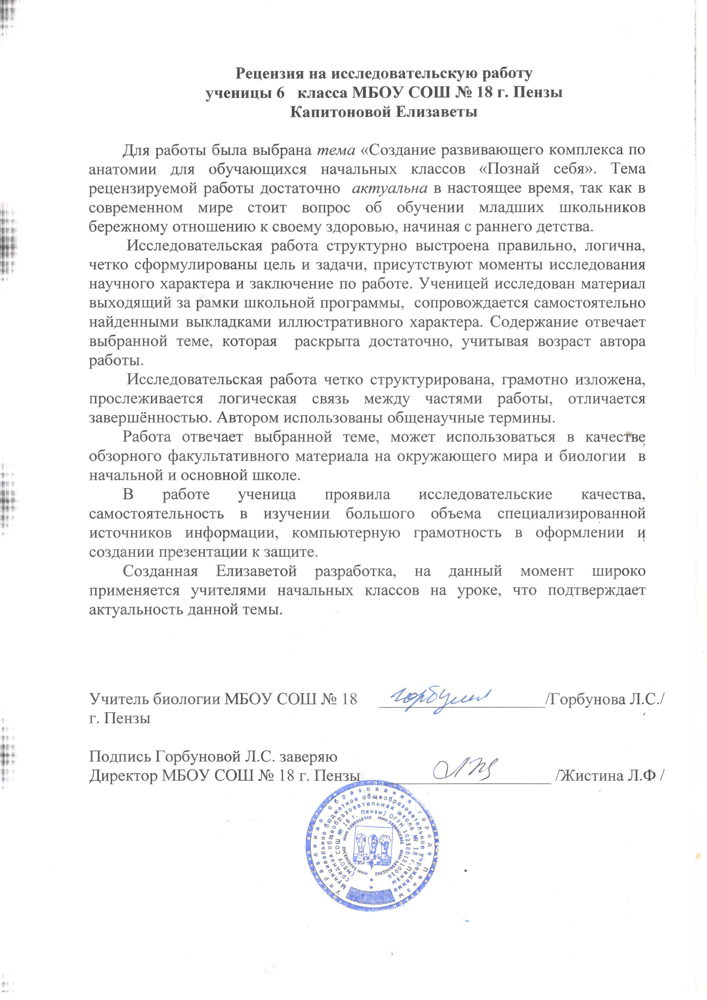 Рецензия на исследовательскую работу
ученицы 6 класса МБОУ СОШ № 18 г. Пензы
Капитоновой Елизаветы
Для работы была выбрана тема «Создание развивающего комплекса по
анатомии для обучающихся начальных классов «Познай себя». Тема
рецензируемой работы достаточно актуальна в настоящее время, так как в
современном мире стоит вопрос об обучении младших школьников
бережному отношению к своему здоровью, начиная с раннего детства.
Исследовательская работа структурно выстроена правильно, логична,
четко сформулированы цель и задачи, присутствуют моменты исследования
научного характера и заключение по работе. Ученицей исследован материал
выходящий за рамки школьной программы, сопровождается самостоятельно
найденными выкладками иллюстративного характера. Содержание отвечает
выбранной теме, которая раскрыта достаточно, учитывая возраст автора
работы.
Исследовательская работа четко структурирована, грамотно изложена,
прослеживается логическая связь между частями работы, отличается
завершённостью. Автором использованы общенаучные термины.
Работа отвечает выбранной теме, может использоваться в качестве
обзорного факультативного материала на окружающего мира и биологии в
начальной и основной школе.
В работе ученица проявила исследовательские качества,
самостоятельность в изучении большого объема специализированной
источников информации, компьютерную грамотность в оформлении и
создании презентации к защите.
Созданная Елизаветой разработка, на данный момент широко
применяется учителями начальных классов на уроке, что подтверждает
актуальность данной темы.
Учитель биологии МБОУ СОШ № 18 ____________________/Горбунова Л.С./
г. Пензы
Подпись Горбуновой Л.С. заверяю
Директор МБОУ СОШ № 18 г. Пензы ____________________ /Жистина Л.Ф /
Управление образования города Пензы
Муниципальное бюджетное общеобразовательное учреждение
средняя общеобразовательная школа № 18 г. Пензы
(МБОУ СОШ № 18 г. Пензы) ОГРН 1025801210016
ИНН 5835002342 ИНН 5835002342 ИНН 5835002342 ИНН 5835002342